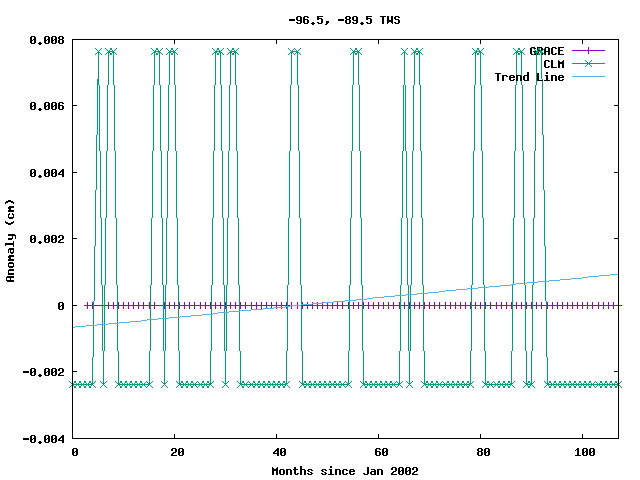 -96.5, -89.5 TWS
GRACE
CLM
Trend Line
0.008
0.006
0.004
0.002
0
-0.002
-0.004
Anomaly (cm)
0 20 40 60 80 100
Months since Jan 2002